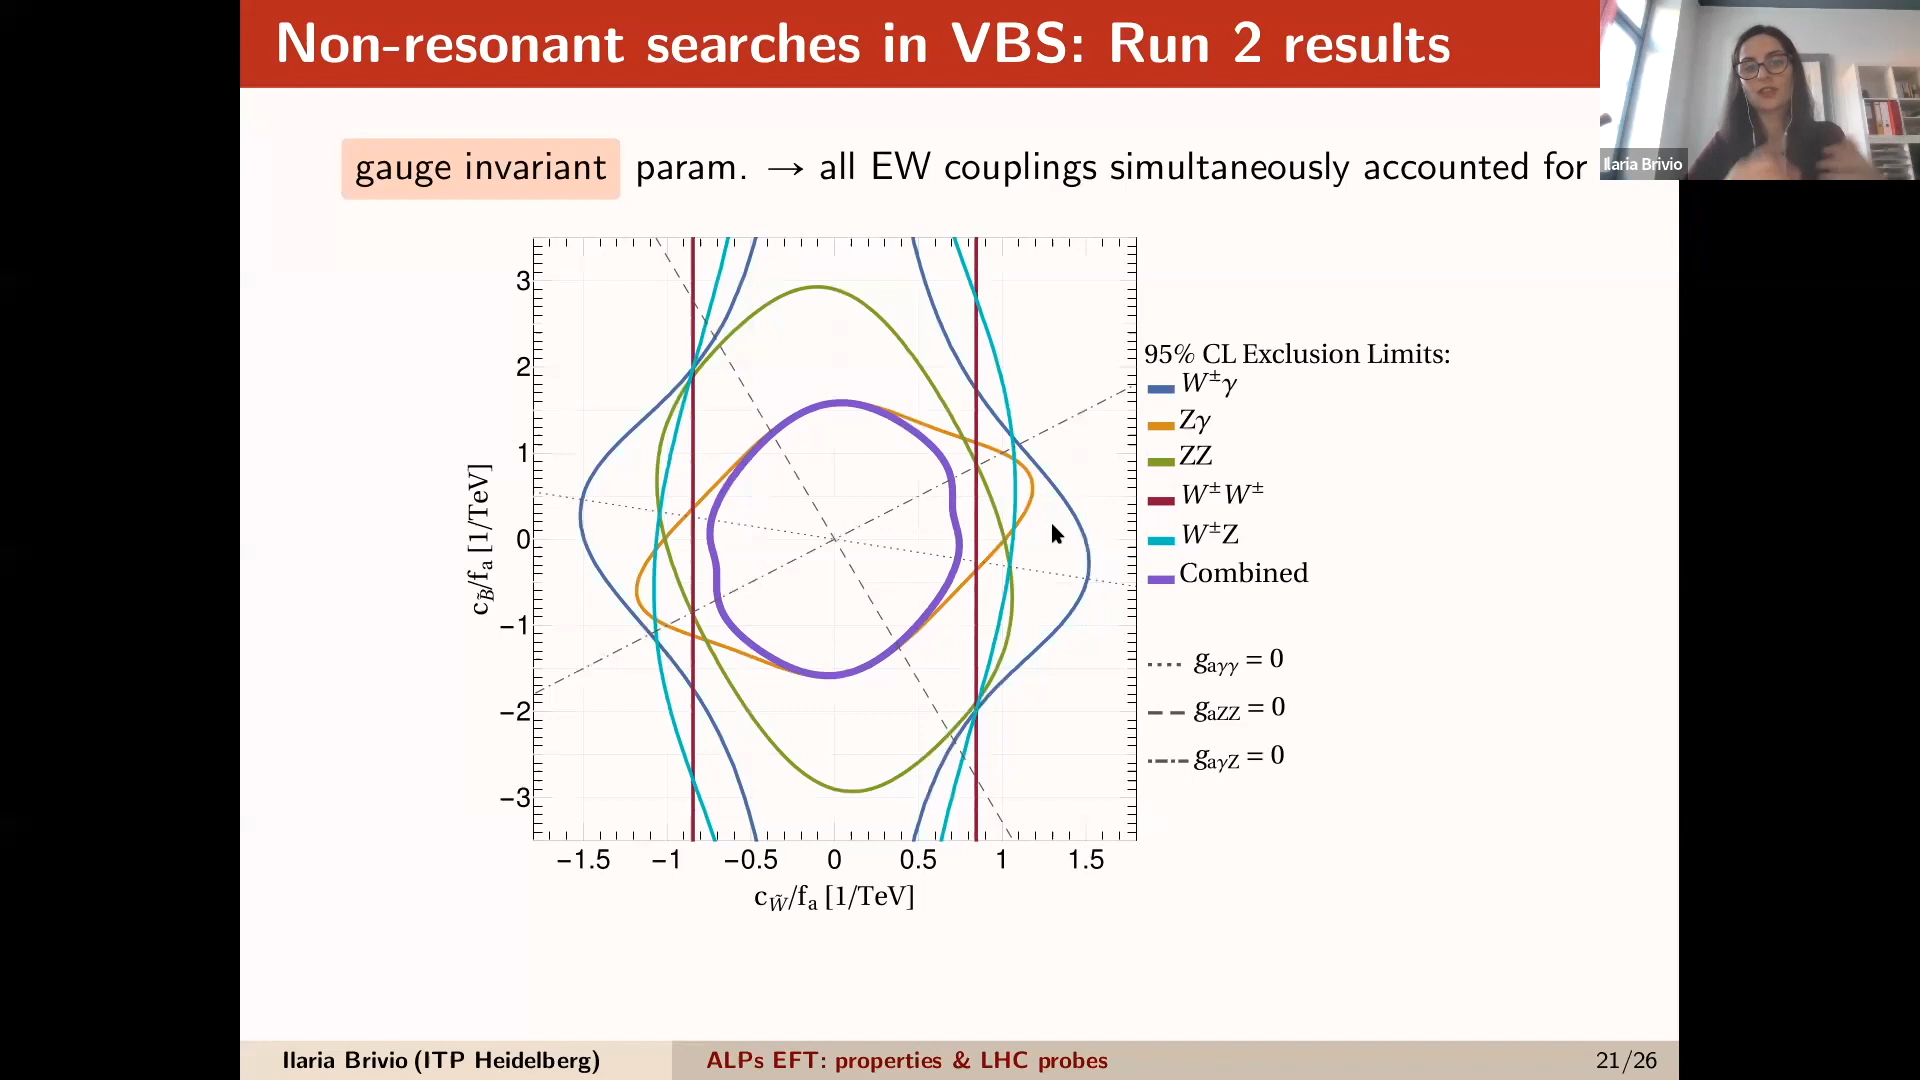 Non-resonant searches in VBS: Run 2 results
gauge invariant param. → all EW couplings simultaneously accounted for
Ilaria Brivio
3
2
1
0
−1
−2
−3
c_B̃/f_a [1/TeV]
−1.5 −1 −0.5 0 0.5 1 1.5
c_W̃/f_a [1/TeV]
95% CL Exclusion Limits:
W±γ
Zγ
ZZ
W±W±
W±Z
Combined
g_aγγ = 0
g_aZZ = 0
g_aγZ = 0
Ilaria Brivio (ITP Heidelberg) ALPs EFT: properties & LHC probes 21/26